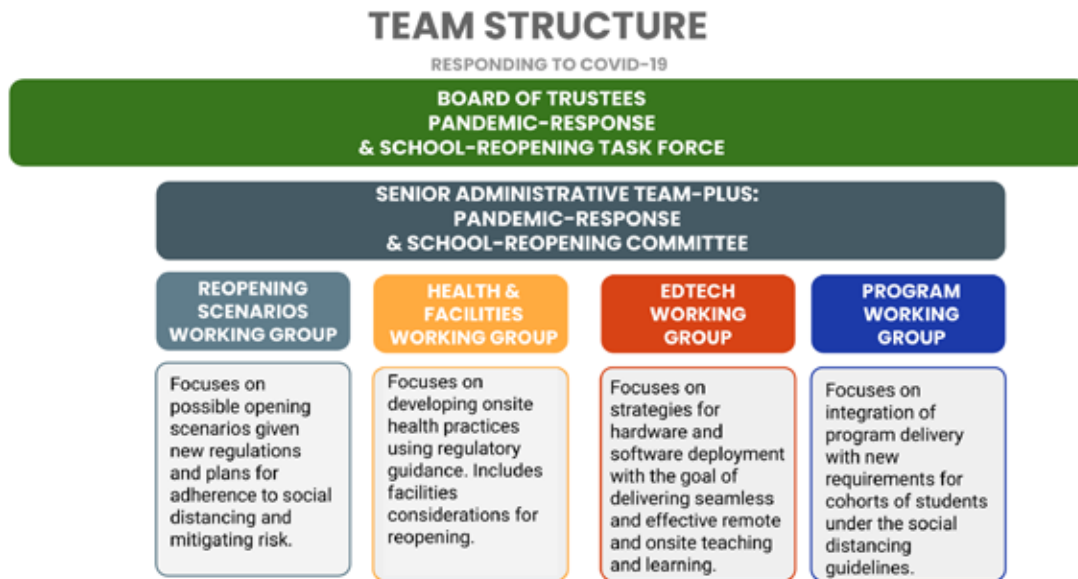 TEAM STRUCTURE
RESPONDING TO COVID-19
BOARD OF TRUSTEES
PANDEMIC-RESPONSE
& SCHOOL-REOPENING TASK FORCE
SENIOR ADMINISTRATIVE TEAM-PLUS:
PANDEMIC-RESPONSE
& SCHOOL-REOPENING COMMITTEE
REOPENING
SCENARIOS
WORKING GROUP
Focuses on
possible opening
scenarios given
new regulations
and plans for
adherence to social
distancing and
mitigating risk.
HEALTH &
FACILITIES
WORKING GROUP
Focuses on
developing onsite
health practices
using regulatory
guidance. Includes
facilities
considerations for
reopening.
EDTECH
WORKING
GROUP
Focuses on
strategies for
hardware and
software deployment
with the goal of
delivering seamless
and effective remote
and onsite teaching
and learning.
PROGRAM
WORKING
GROUP
Focuses on
integration of
program delivery
with new
requirements for
cohorts of students
under the social
distancing
guidelines.